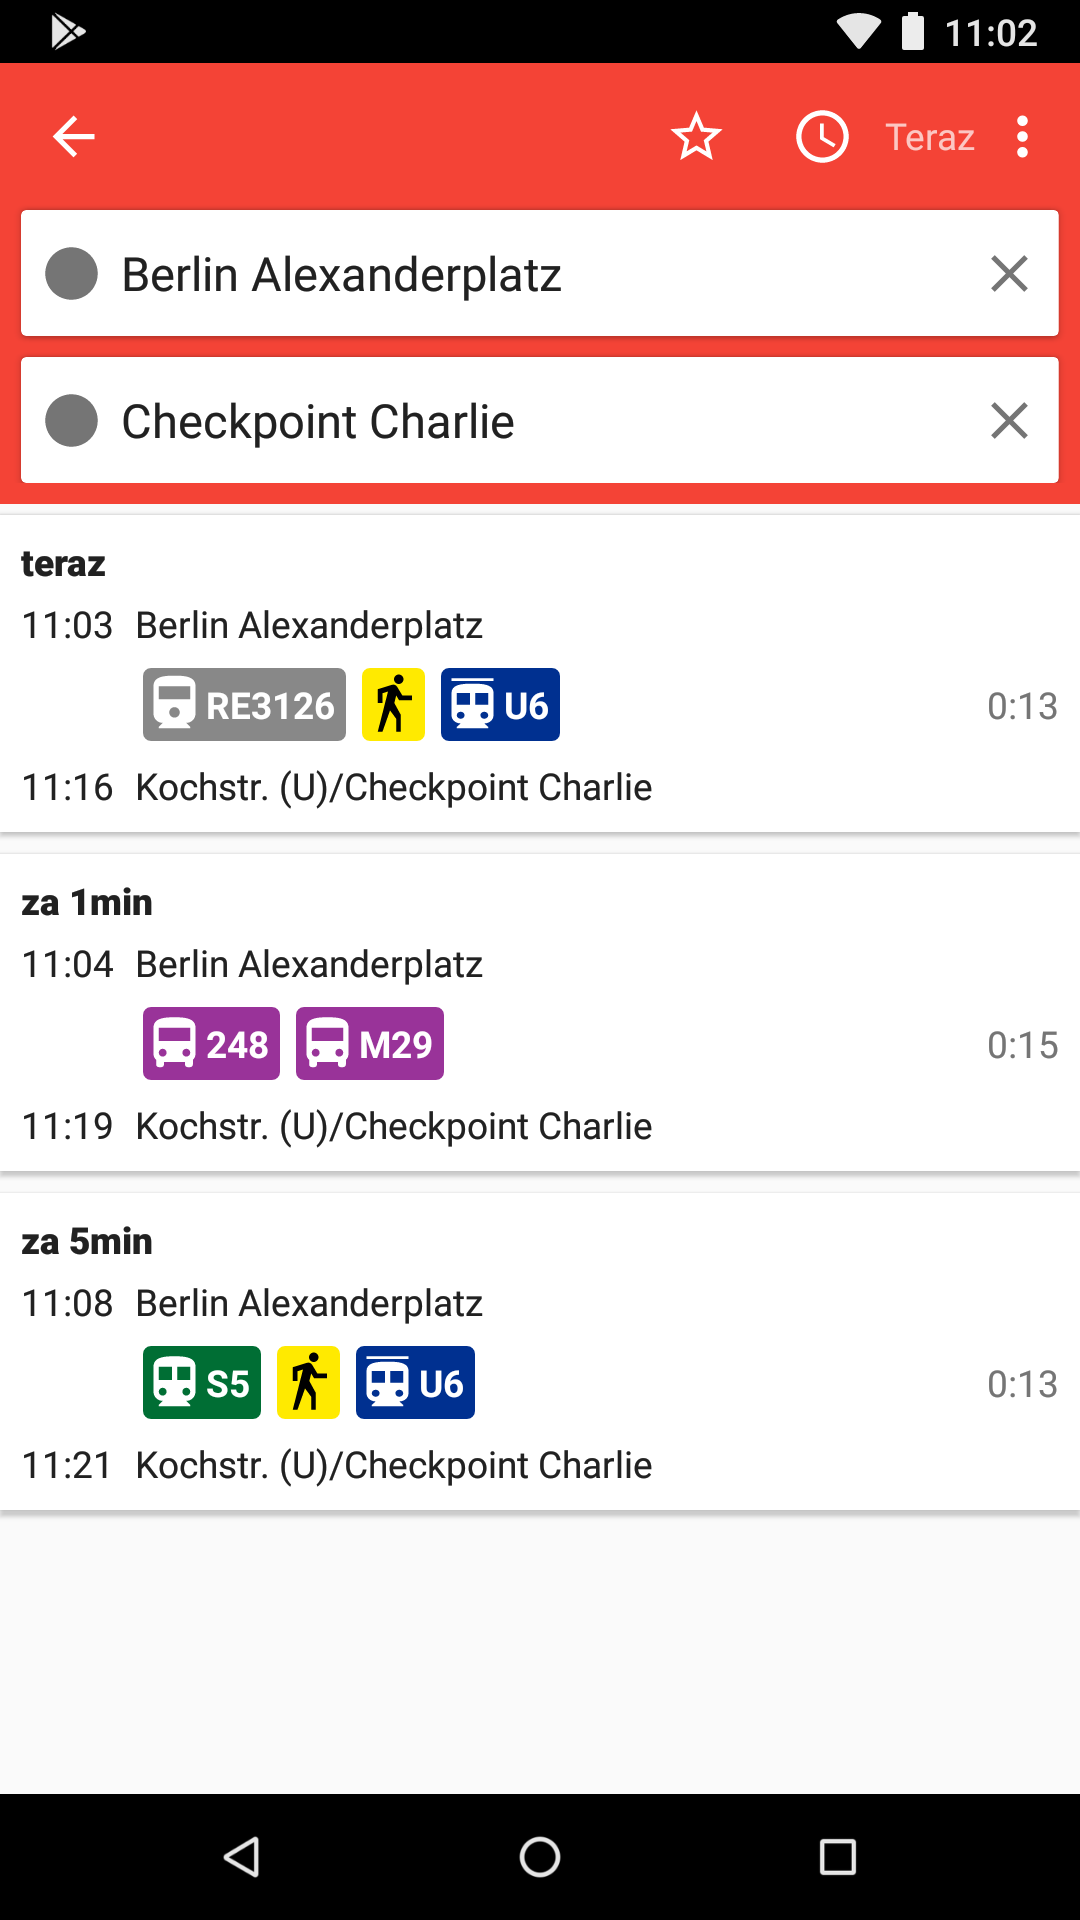 11:02
Teraz
Berlin Alexanderplatz
Checkpoint Charlie
teraz
11:03 Berlin Alexanderplatz
RE3126 U6 0:13
11:16 Kochstr. (U)/Checkpoint Charlie
za 1min
11:04 Berlin Alexanderplatz
248 M29 0:15
11:19 Kochstr. (U)/Checkpoint Charlie
za 5min
11:08 Berlin Alexanderplatz
S5 U6 0:13
11:21 Kochstr. (U)/Checkpoint Charlie